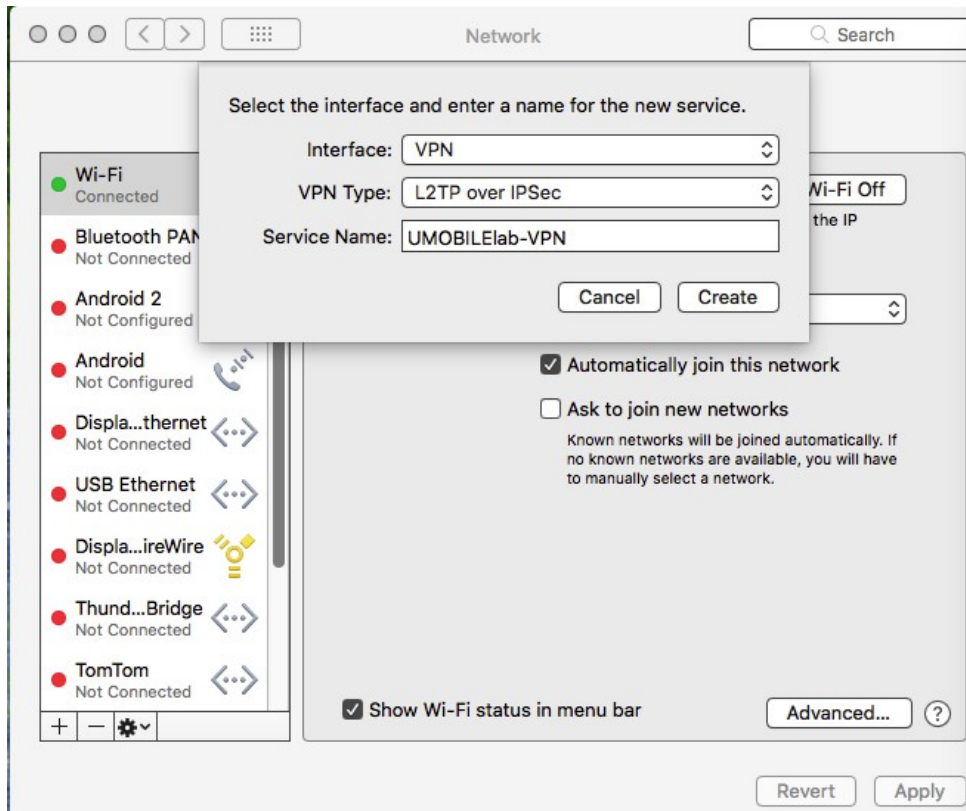 Network
Search
Select the interface and enter a name for the new service.
Interface: VPN
VPN Type: L2TP over IPSec
Service Name: UMOBILElab-VPN
Cancel
Create
Wi-Fi
Connected
Wi-Fi Off
the IP
Bluetooth PAN
Not Connected
Android 2
Not Configured
Android
Not Configured
Automatically join this network
Ask to join new networks
Known networks will be joined automatically. If
no known networks are available, you will have
to manually select a network.
Displa...thernet
Not Connected
USB Ethernet
Not Connected
Displa...ireWire
Not Connected
Thund...Bridge
Not Connected
TomTom
Not Connected
Show Wi-Fi status in menu bar
Advanced...
?
Revert
Apply